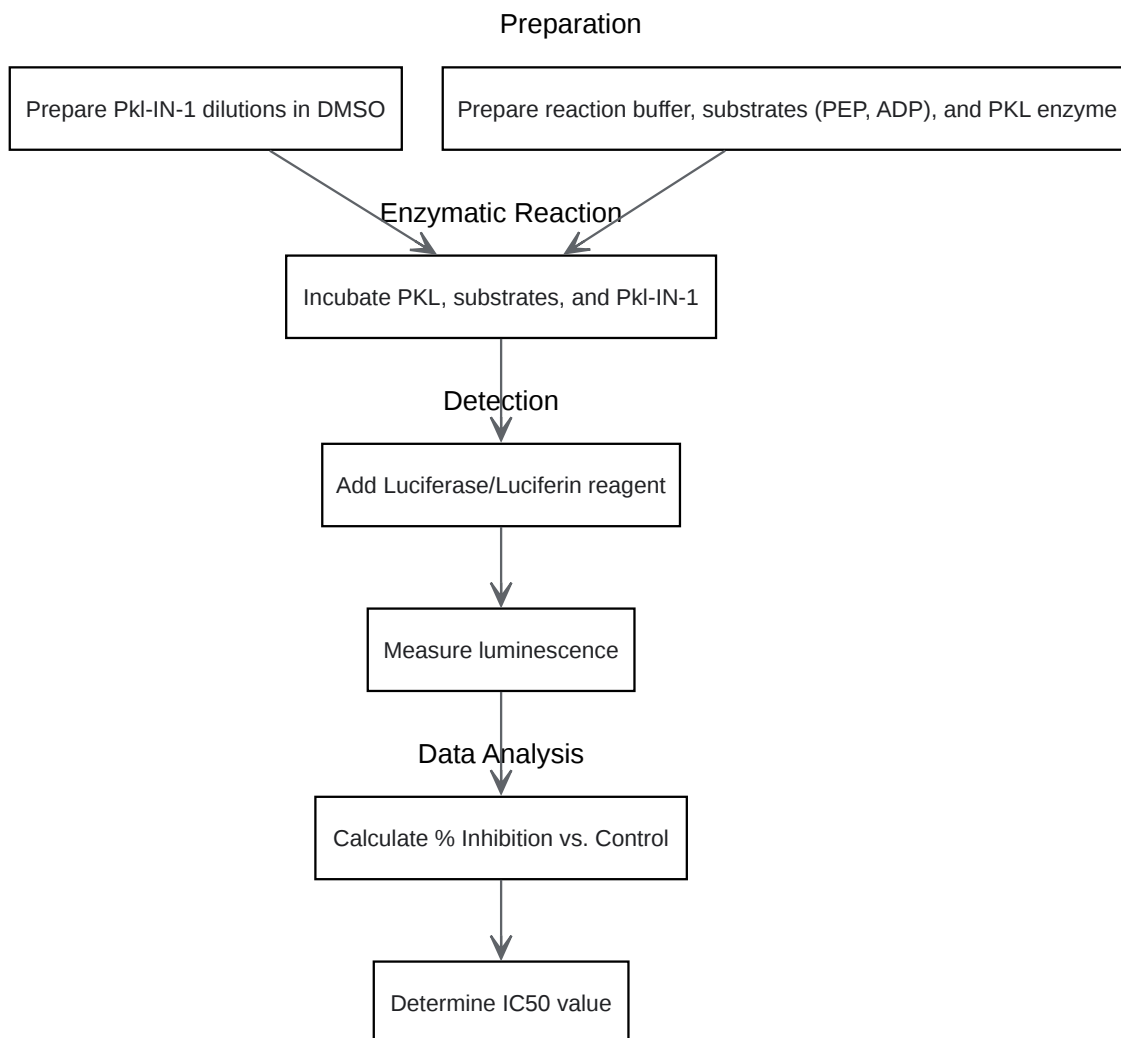 Preparation
Prepare Pkl-IN-1 dilutions in DMSO
Prepare reaction buffer, substrates (PEP, ADP), and PKL enzyme
Enzymatic Reaction
Incubate PKL, substrates, and Pkl-IN-1
Detection
Add Luciferase/Luciferin reagent
Measure luminescence
Data Analysis
Calculate % Inhibition vs. Control
Determine IC50 value